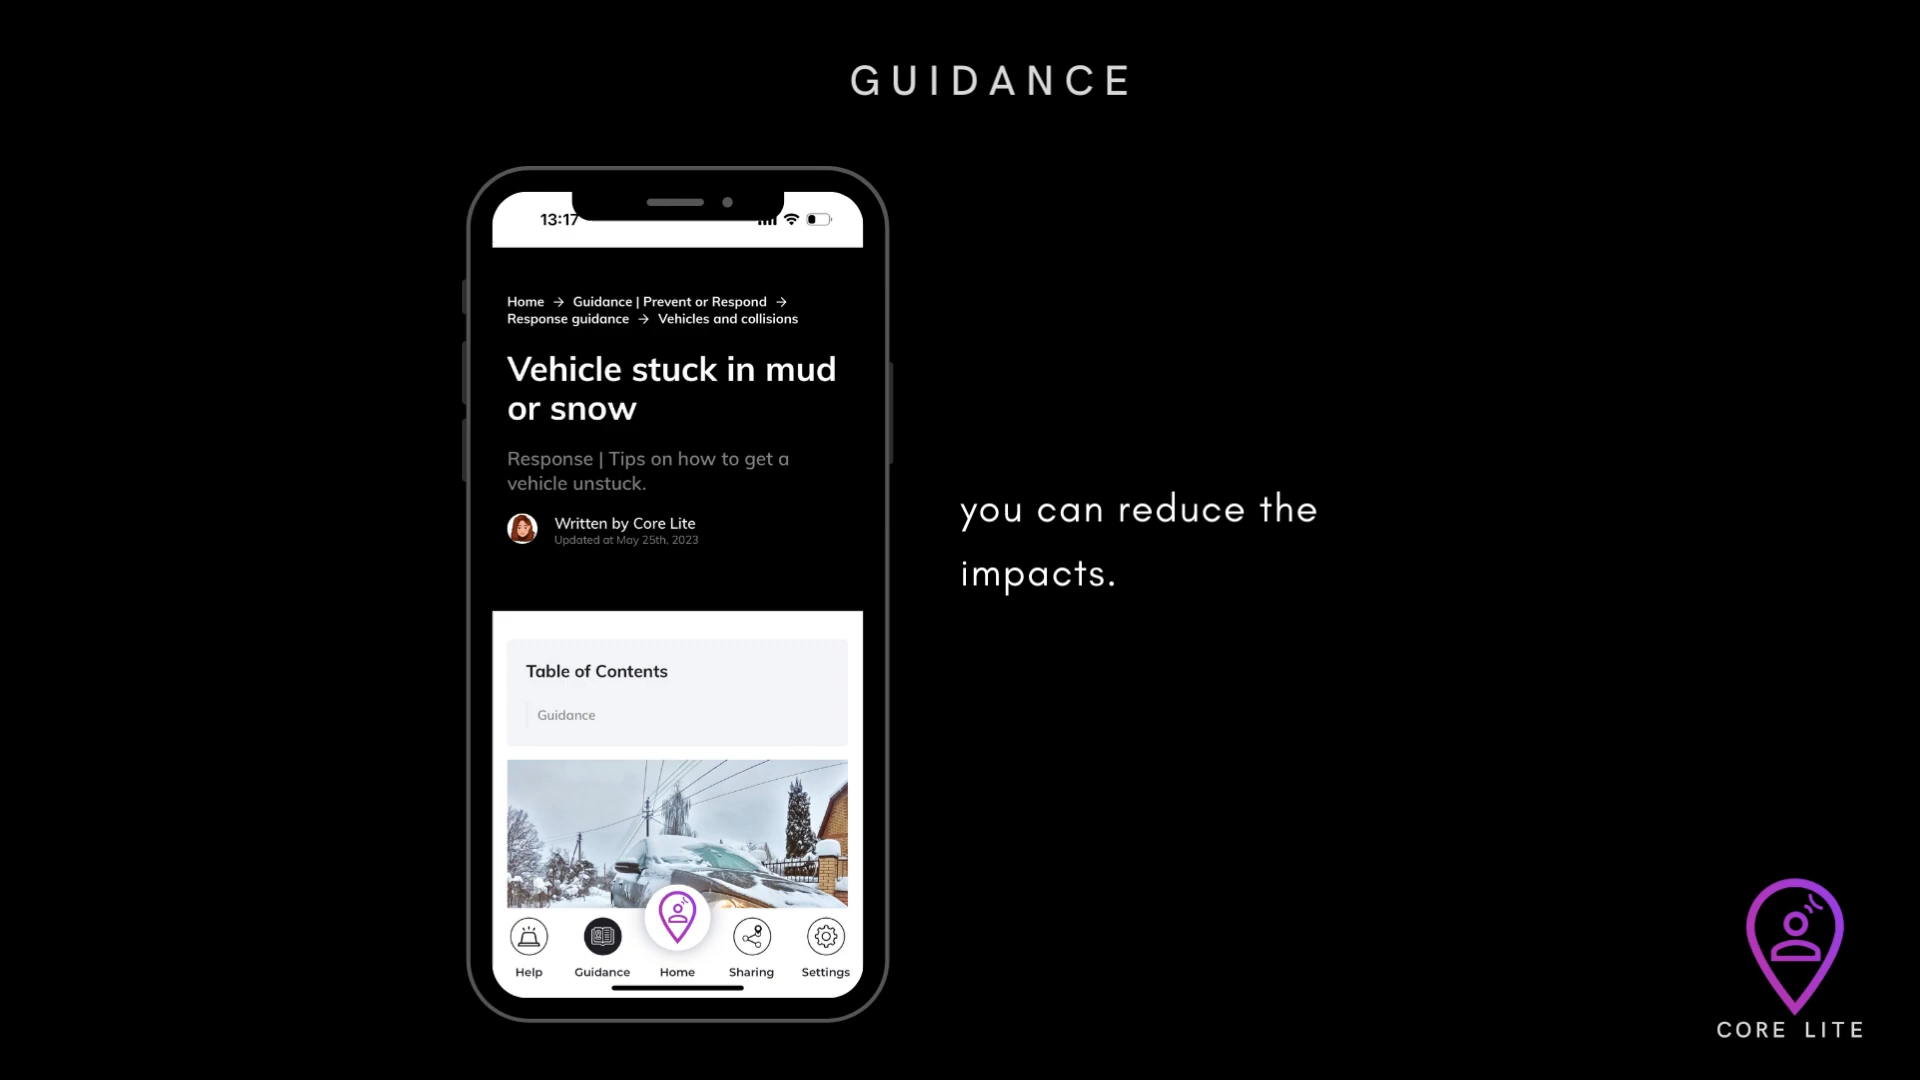 GUIDANCE
13:17
Home → Guidance | Prevent or Respond →
Response guidance → Vehicles and collisions
Vehicle stuck in mud
or snow
Response | Tips on how to get a
vehicle unstuck.
Written by Core Lite
Updated at May 25th, 2023
you can reduce the
impacts.
Table of Contents
Guidance
Help
Guidance
Home
Sharing
Settings
CORE LITE